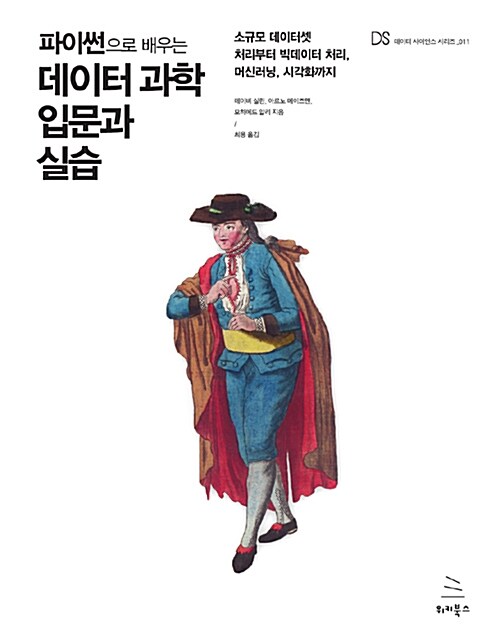 파이썬으로 배우는
데이터 과학
입문과
실습
소규모 데이터셋
처리부터 빅데이터 처리,
머신러닝, 시각화까지
데이비 실린, 아르노 메이즈먼,
모하메드 알리 지음
/
최용 옮김
DS 데이터 사이언스 시리즈_011
위키북스